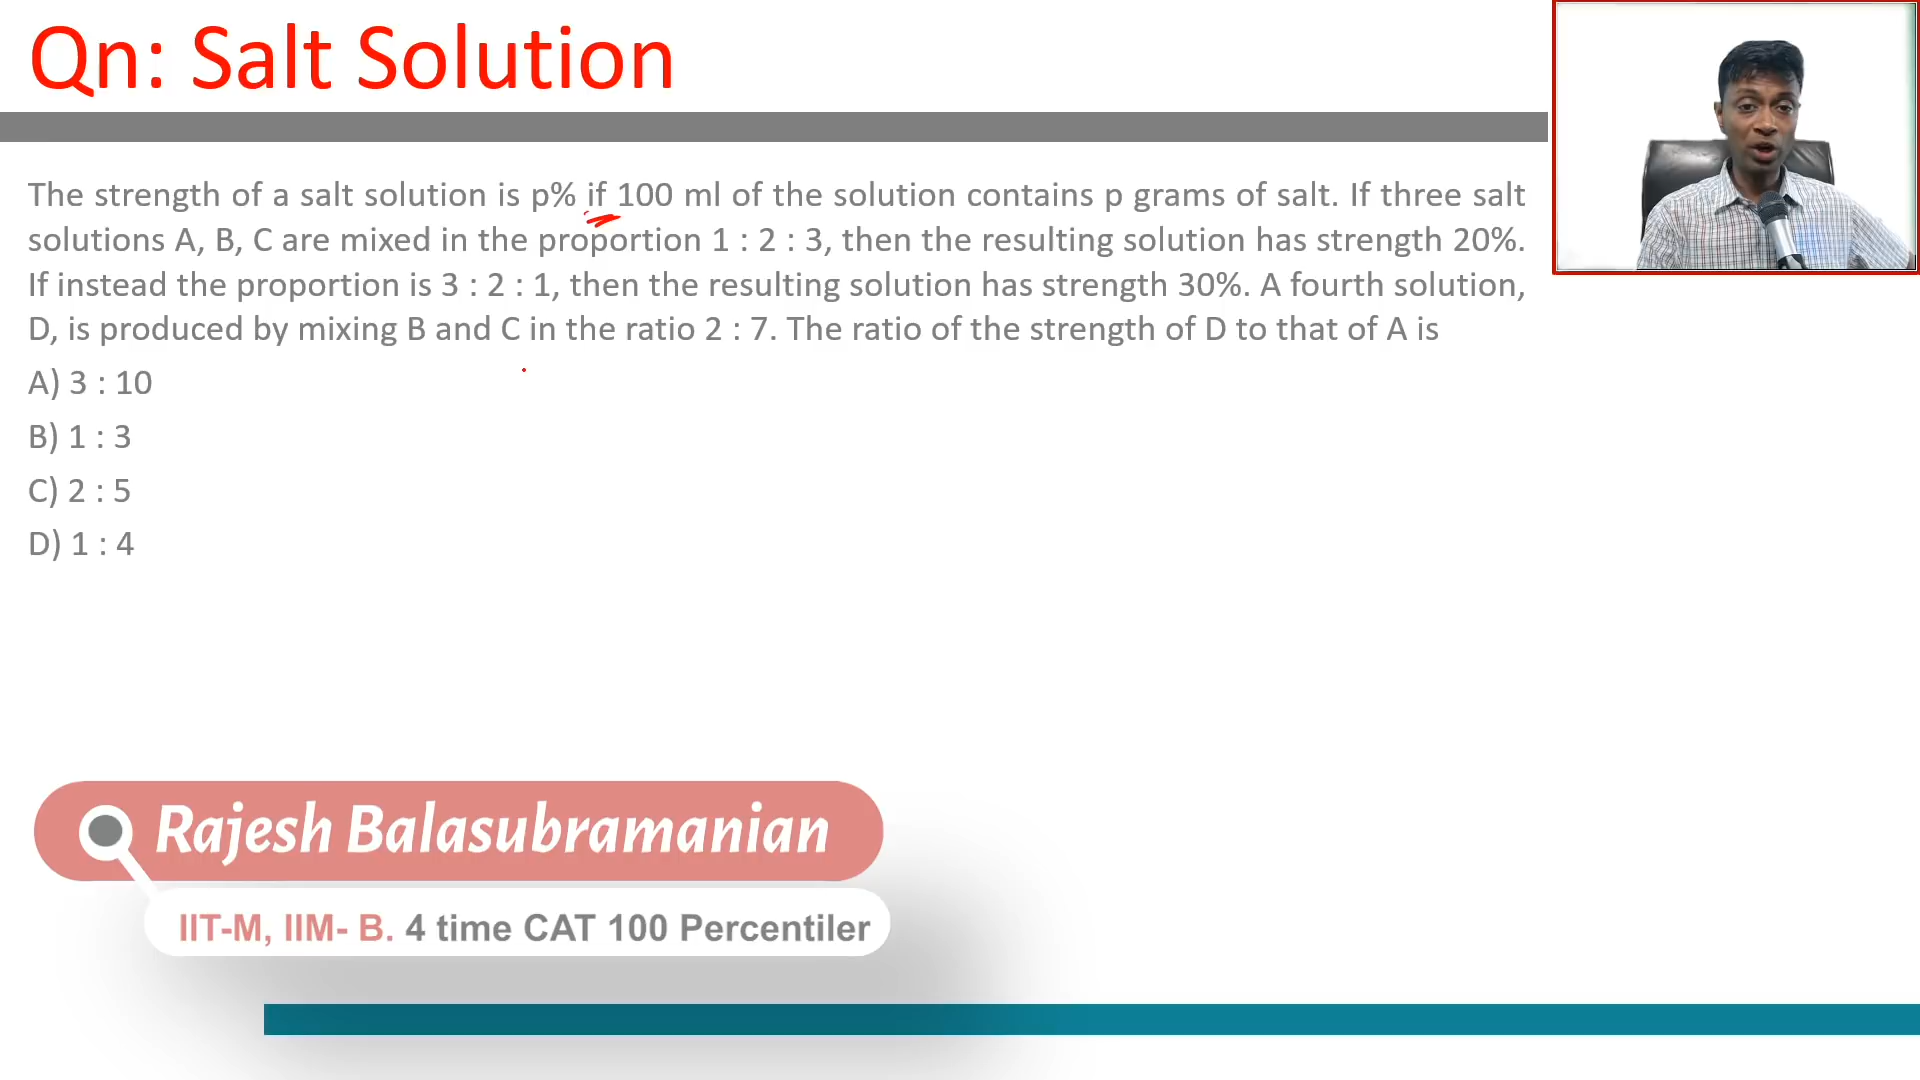 Qn: Salt Solution
The strength of a salt solution is p% if 100 ml of the solution contains p grams of salt. If three salt
solutions A, B, C are mixed in the proportion 1 : 2 : 3, then the resulting solution has strength 20%.
If instead the proportion is 3 : 2 : 1, then the resulting solution has strength 30%. A fourth solution,
D, is produced by mixing B and C in the ratio 2 : 7. The ratio of the strength of D to that of A is
A) 3 : 10
B) 1 : 3
C) 2 : 5
D) 1 : 4
Rajesh Balasubramanian
IIT-M, IIM- B. 4 time CAT 100 Percentiler